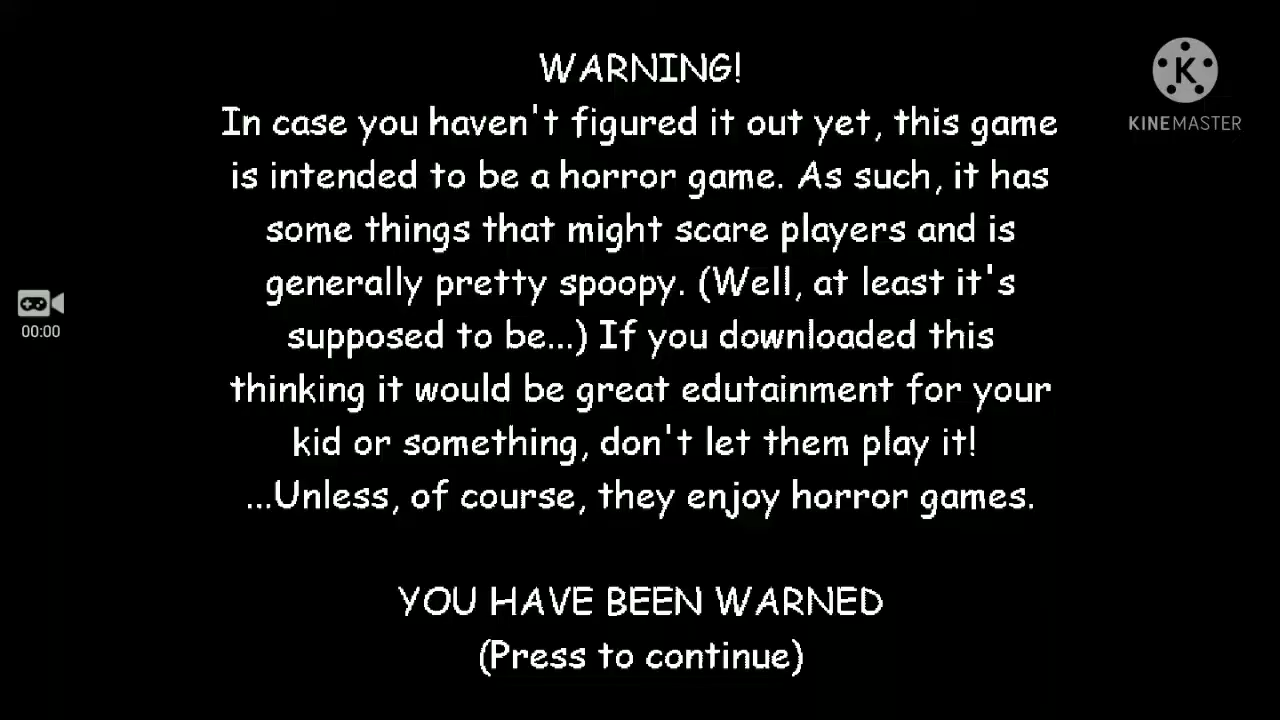 WARNING!
In case you haven't figured it out yet, this game
is intended to be a horror game. As such, it has
some things that might scare players and is
generally pretty spoopy. (Well, at least it's
supposed to be...) If you downloaded this
thinking it would be great edutainment for your
kid or something, don't let them play it!
...Unless, of course, they enjoy horror games.
YOU HAVE BEEN WARNED
(Press to continue)
K
KINEMASTER
00:00